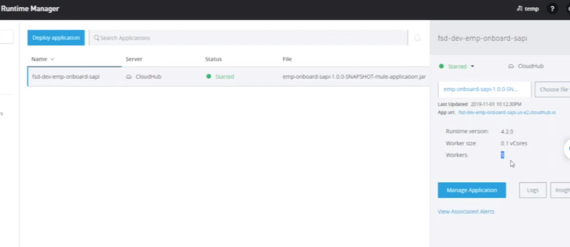 Runtime Manager
temp ?
Deploy application
Search Applications
fsd-dev-emp-onboard-sapi
Name Server Status File
fsd-dev-emp-onboard-sapi CloudHub Started emp-onboard-sapi-1.0.0-SNAPSHOT-mule-application.jar
Started CloudHub
emp-onboard-sapi-1.0.0-SN... Choose file
Last Updated 2019-11-01 10:12:30PM
App url: fsd-dev-emp-onboard-sapi.us-e2.cloudhub.io
Runtime version: 4.2.0
Worker size: 0.1 vCores
Workers:
Manage Application Logs Insigh
View Associated Alerts